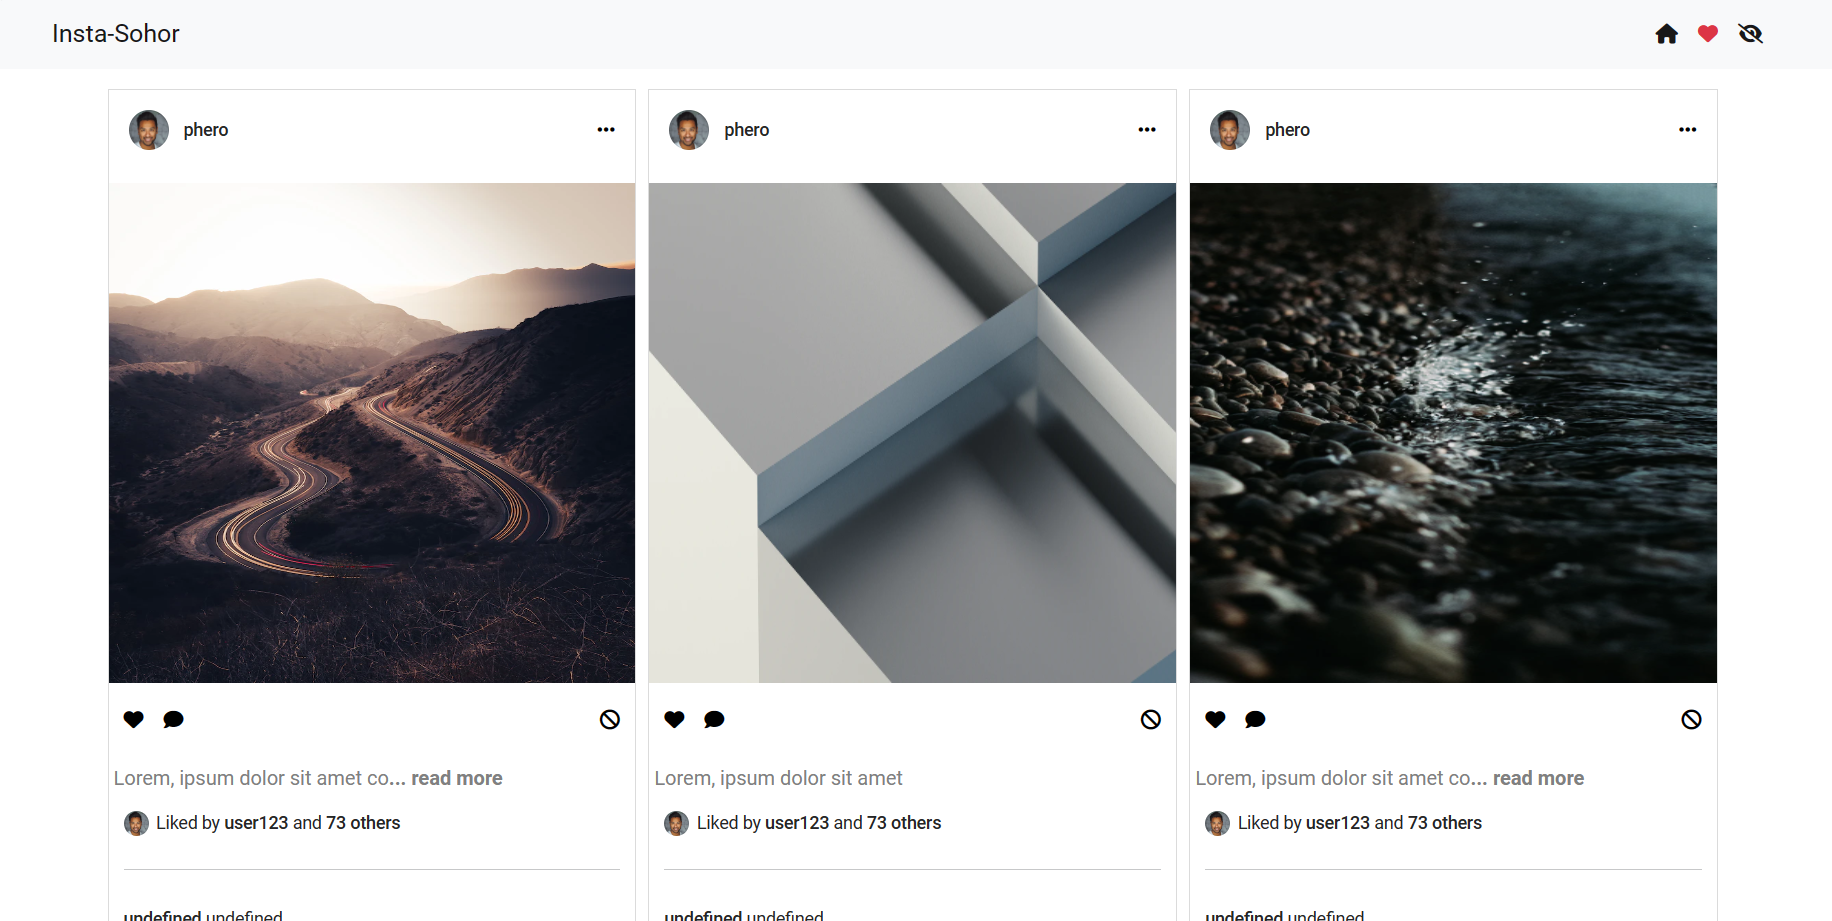 Insta-Sohor
phero
phero
phero
Lorem, ipsum dolor sit amet co... read more
Lorem, ipsum dolor sit amet
Lorem, ipsum dolor sit amet co... read more
Liked by user123 and 73 others
Liked by user123 and 73 others
Liked by user123 and 73 others
undefined undefined
undefined undefined
undefined undefined